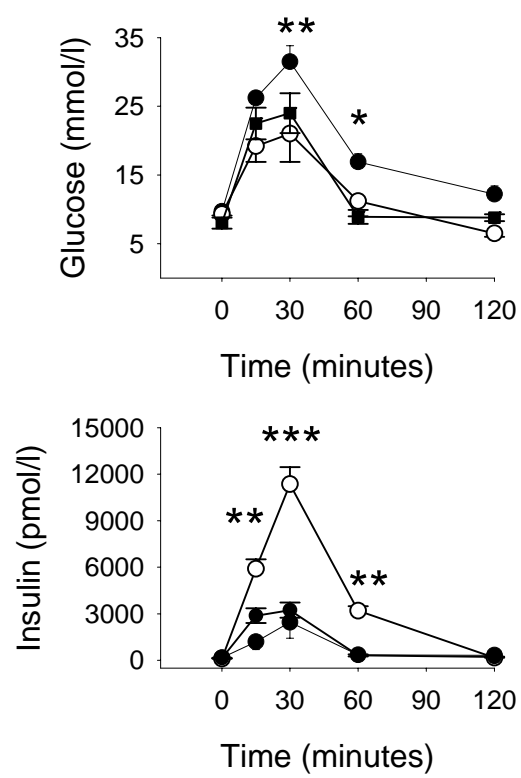 **
35
25
15
5
*
Glucose (mmol/l)
0 30 60 90 120
Time (minutes)
***
15000
12000
9000
6000
3000
0
**
**
Insulin (pmol/l)
0 30 60 90 120
Time (minutes)